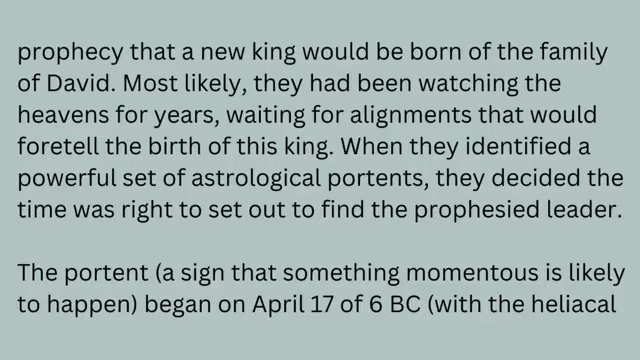 prophecy that a new king would be born of the family
of David. Most likely, they had been watching the
heavens for years, waiting for alignments that would
foretell the birth of this king. When they identified a
powerful set of astrological portents, they decided the
time was right to set out to find the prophesied leader.
The portent (a sign that something momentous is likely
to happen) began on April 17 of 6 BC (with the heliacal